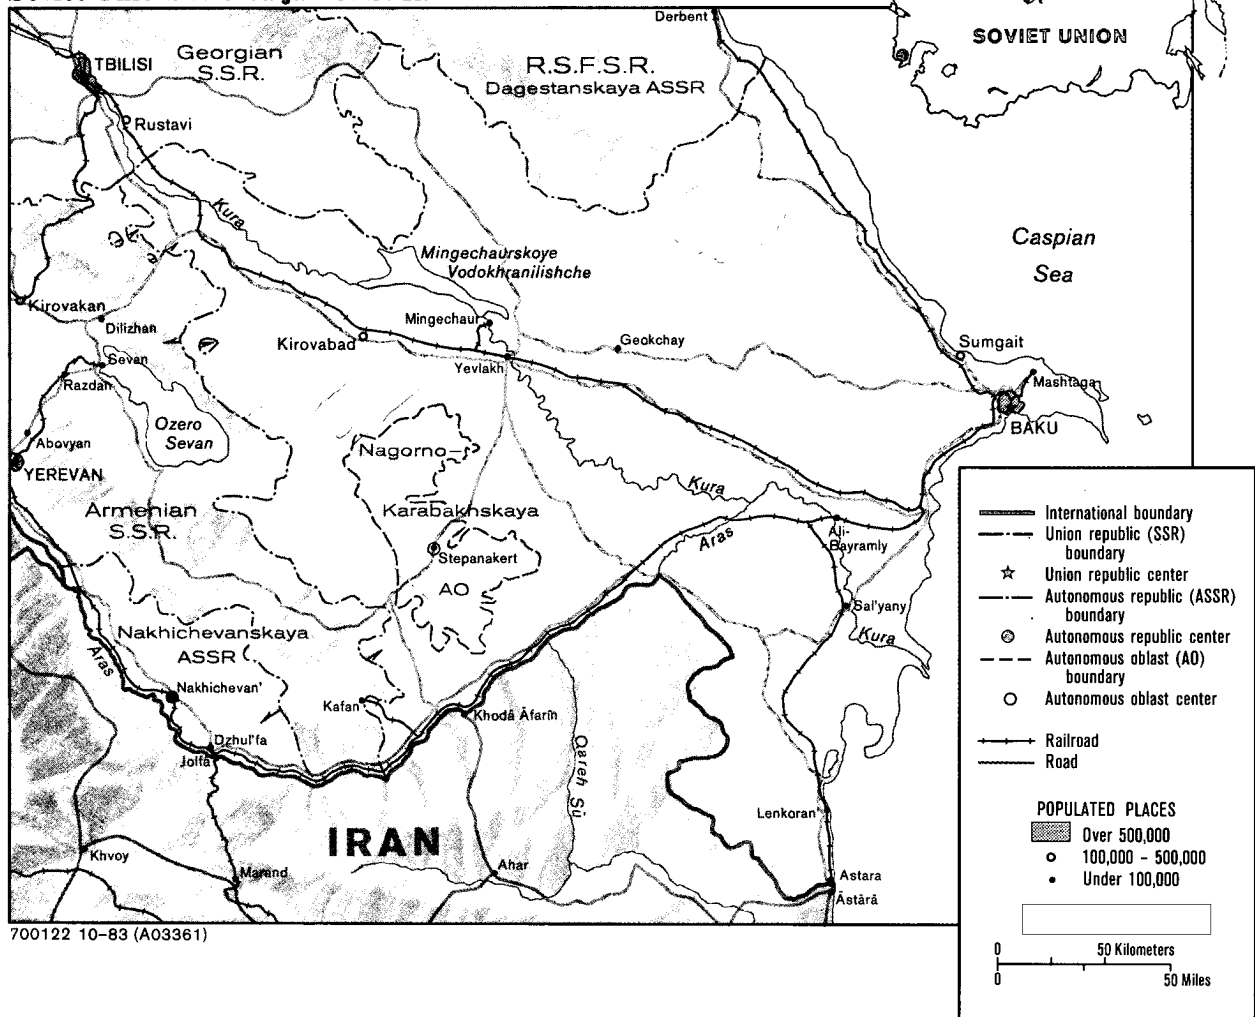 Derbent
SOVIET UNION
TBILISI
Georgian
S.S.R.
R.S.F.S.R.
Dagestanskaya ASSR
Rustavi
Kura
Caspian
Sea
Mingechaurskoye
Vodokhranilishche
Kirovakan
Dilizhan
Mingechaur
Kirovabad
Geokchay
Sumgait
Sevan
Yevlakh
Razdan
Mashtaga
Ozero
Sevan
BAKU
Abovyan
YEREVAN
Nagorno-
Kura
Armenian
S.S.R.
Karabakhskaya
Aras
Ali-
Bayramly
Stepanakert
AO
Sal'yany
Nakhichevanskaya
ASSR
Kura
Aras
Nakhichevan'
Kafan
Khodā Āfarīn
Dzhul'fa
Jolfā
Qareh Sū
Lenkoran'
IRAN
Khvoy
Marand
Ahar
Astara
Āstārā
700122 10-83 (A03361)
International boundary
Union republic (SSR)
boundary
Union republic center
Autonomous republic (ASSR)
boundary
Autonomous republic center
Autonomous oblast (AO)
boundary
Autonomous oblast center
Railroad
Road
POPULATED PLACES
Over 500,000
100,000 – 500,000
Under 100,000
0 50 Kilometers
0 50 Miles